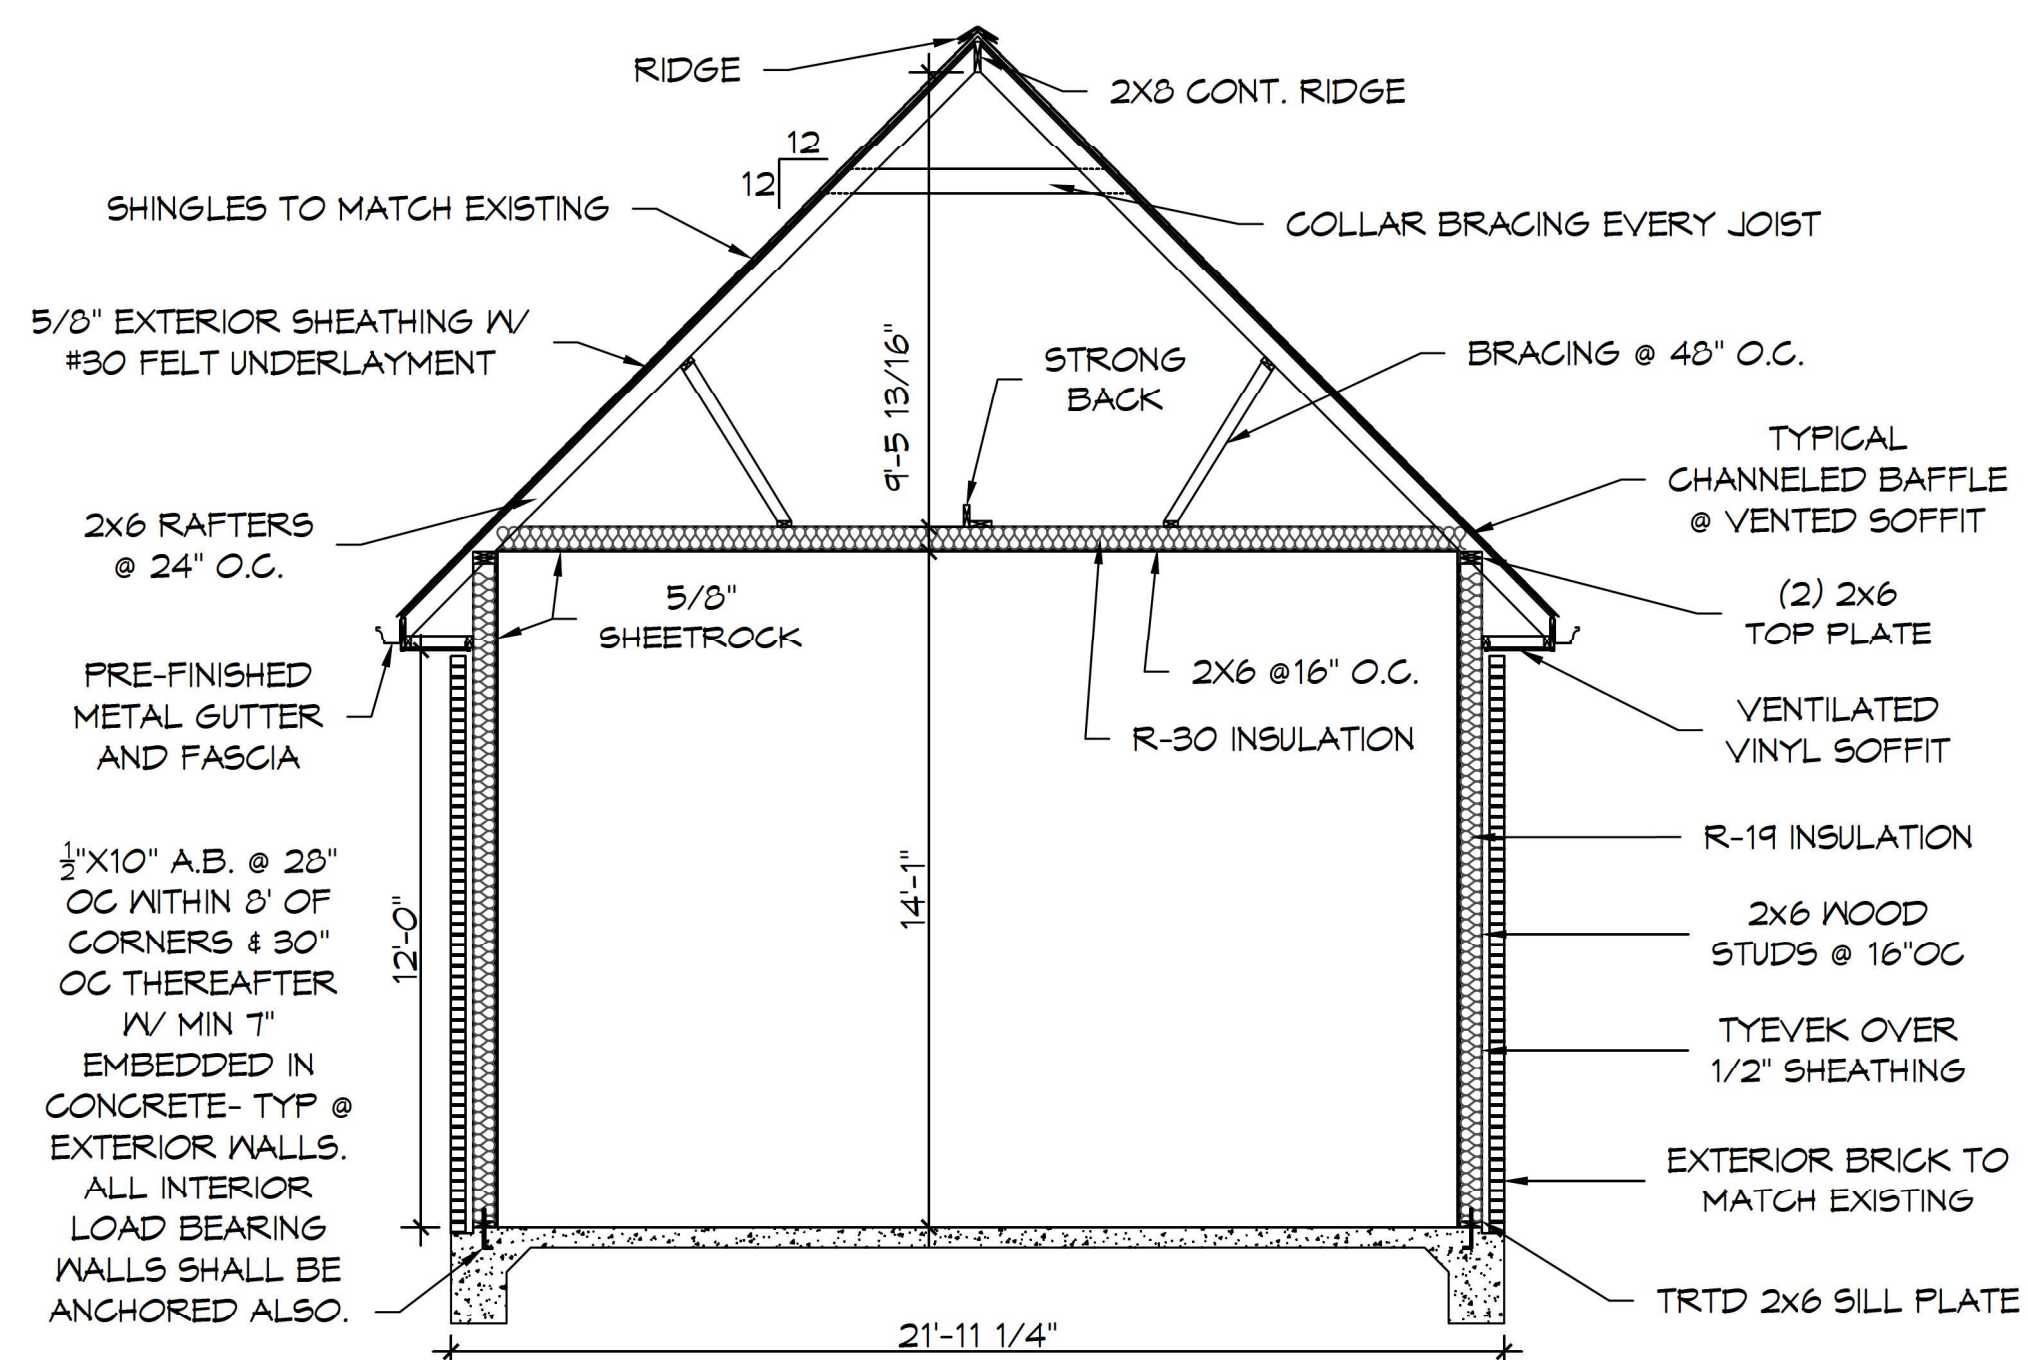 RIDGE
2X8 CONT. RIDGE
12
12
SHINGLES TO MATCH EXISTING
COLLAR BRACING EVERY JOIST
5/8" EXTERIOR SHEATHING W/
#30 FELT UNDERLAYMENT
9'-5 13/16"
STRONG
BACK
BRACING @ 48" O.C.
TYPICAL
CHANNELED BAFFLE
@ VENTED SOFFIT
2x6 RAFTERS
@ 24" O.C.
5/8"
SHEETROCK
(2) 2x6
TOP PLATE
PRE-FINISHED
METAL GUTTER
AND FASCIA
2X6 @16" O.C.
R-30 INSULATION
VENTILATED
VINYL SOFFIT
12'-0"
14'-1"
R-19 INSULATION
½"X10" A.B. @ 28"
OC WITHIN 8' OF
CORNERS & 30"
OC THEREAFTER
W/ MIN 7"
EMBEDDED IN
CONCRETE- TYP @
EXTERIOR WALLS.
ALL INTERIOR
LOAD BEARING
WALLS SHALL BE
ANCHORED ALSO.
2x6 WOOD
STUDS @ 16"OC
TYEVEK OVER
1/2" SHEATHING
EXTERIOR BRICK TO
MATCH EXISTING
TRTD 2x6 SILL PLATE
21'-11 1/4"